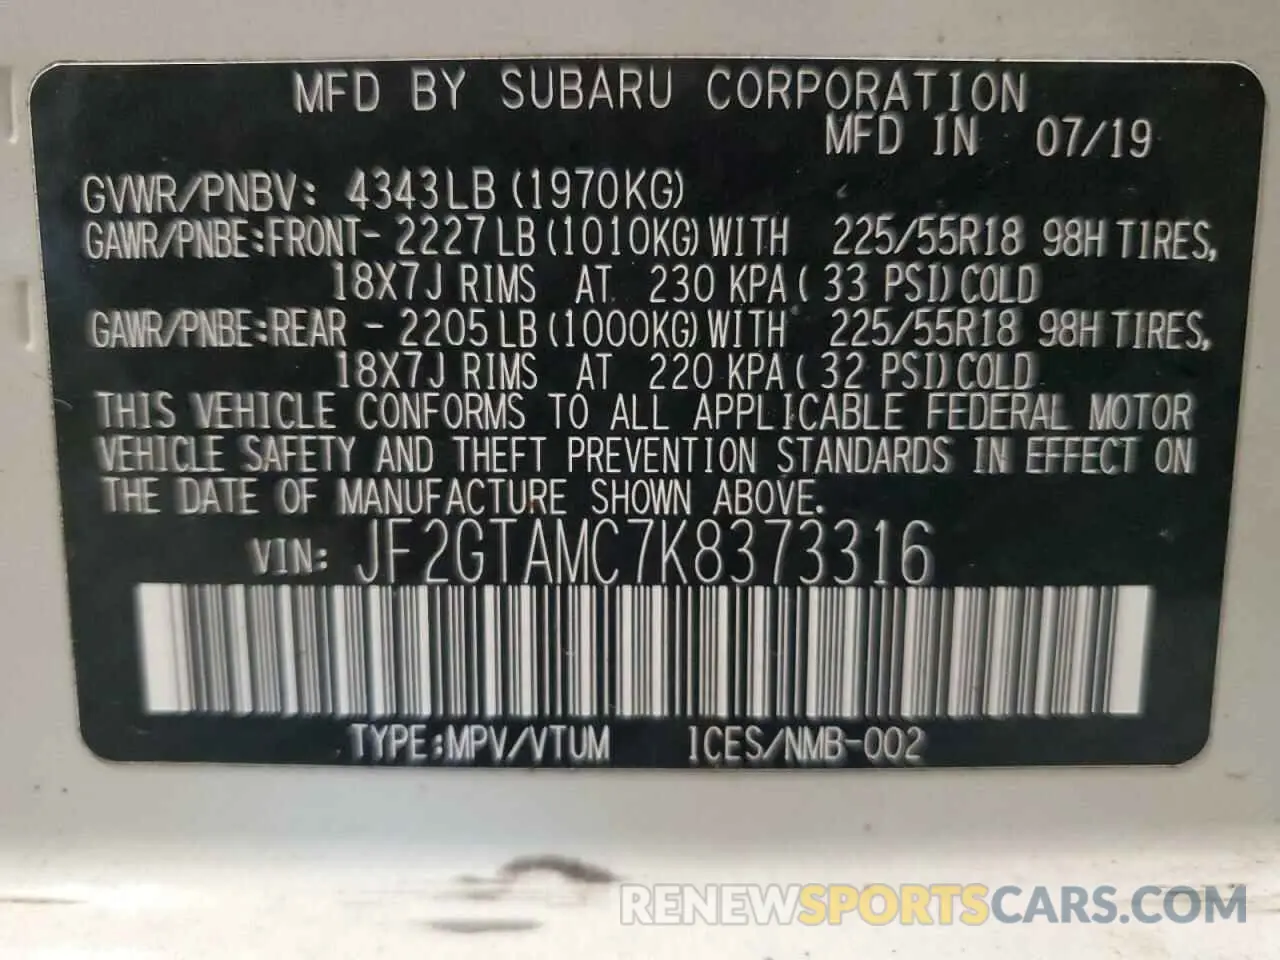 MFD BY SUBARU CORPORATION
MFD IN 07/19
GVWR/PNBV: 4343LB (1970KG)
GAWR/PNBE:FRONT- 2227LB (1010KG) WITH 225/55R18 98H TIRES,
18X7J RIMS AT 230 KPA( 33 PSI) COLD
GAWR/PNBE:REAR - 2205LB (1000KG) WITH 225/55R18 98H TIRES,
18X7J RIMS AT 220 KPA( 32 PSI) COLD
THIS VEHICLE CONFORMS TO ALL APPLICABLE FEDERAL MOTOR
VEHICLE SAFETY AND THEFT PREVENTION STANDARDS IN EFFECT ON
THE DATE OF MANUFACTURE SHOWN ABOVE.
VIN: JF2GTAMC7K8373316
TYPE:MPV/VTUM ICES/NMB-002
RENEWSPORTSCARS.COM